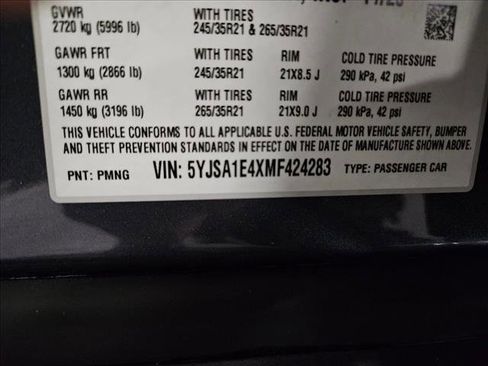 GVWR WITH TIRES
2720 kg (5996 lb) 245/35R21 & 265/35R21
GAWR FRT WITH TIRES RIM COLD TIRE PRESSURE
1300 kg (2866 lb) 245/35R21 21X8.5 J 290 kPa, 42 psi
GAWR RR WITH TIRES RIM COLD TIRE PRESSURE
1450 kg (3196 lb) 265/35R21 21X9.0 J 290 kPa, 42 psi
THIS VEHICLE CONFORMS TO ALL APPLICABLE U.S. FEDERAL MOTOR VEHICLE SAFETY, BUMPER
AND THEFT PREVENTION STANDARDS IN EFFECT ON THE DATE OF MANUFACTURE SHOWN ABOVE.
PNT: PMNG VIN: 5YJSA1E4XMF424283 TYPE: PASSENGER CAR